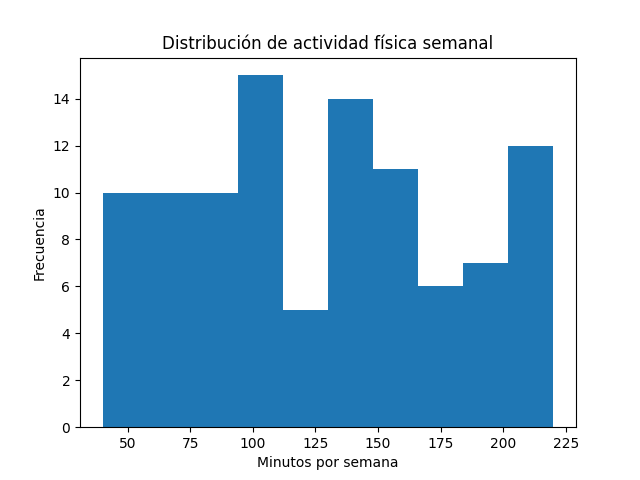 Distribución de actividad física semanal
Frecuencia
14
12
10
8
6
4
2
0
50 75 100 125 150 175 200 225
Minutos por semana